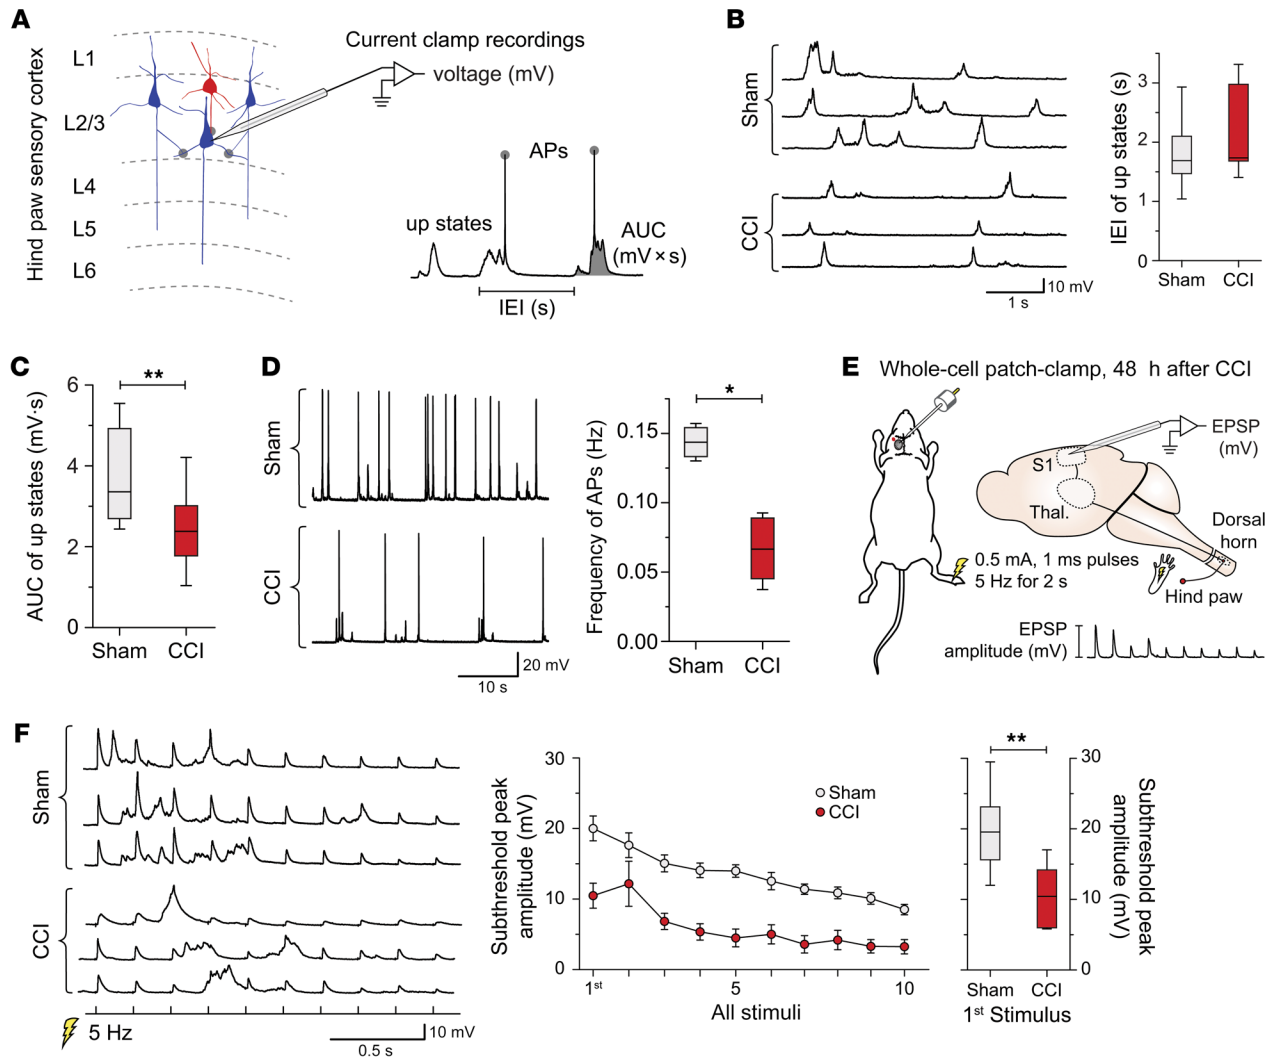 A
Hind paw sensory cortex
L1
L2/3
L4
L5
L6
Current clamp recordings
voltage (mV)
APs
up states
AUC
(mV × s)
IEI (s)
B
Sham
CCI
10 mV
1 s
IEI of up states (s)
3
2
1
0
Sham CCI
C
AUC of up states (mV·s)
6
4
2
0
**
Sham CCI
D
Sham
CCI
20 mV
10 s
Frequency of APs (Hz)
0.15
0.10
0.05
0.00
*
Sham CCI
E
Whole-cell patch-clamp, 48 h after CCI
EPSP
(mV)
S1
Thal.
Dorsal
horn
0.5 mA, 1 ms pulses
5 Hz for 2 s
Hind paw
EPSP
amplitude (mV)
F
Sham
CCI
5 Hz
10 mV
0.5 s
Subthreshold peak
amplitude (mV)
30
20
10
0
Sham
CCI
1st 5 10
All stimuli
**
30
20
10
0
Subthreshold peak
amplitude (mV)
Sham CCI
1st Stimulus